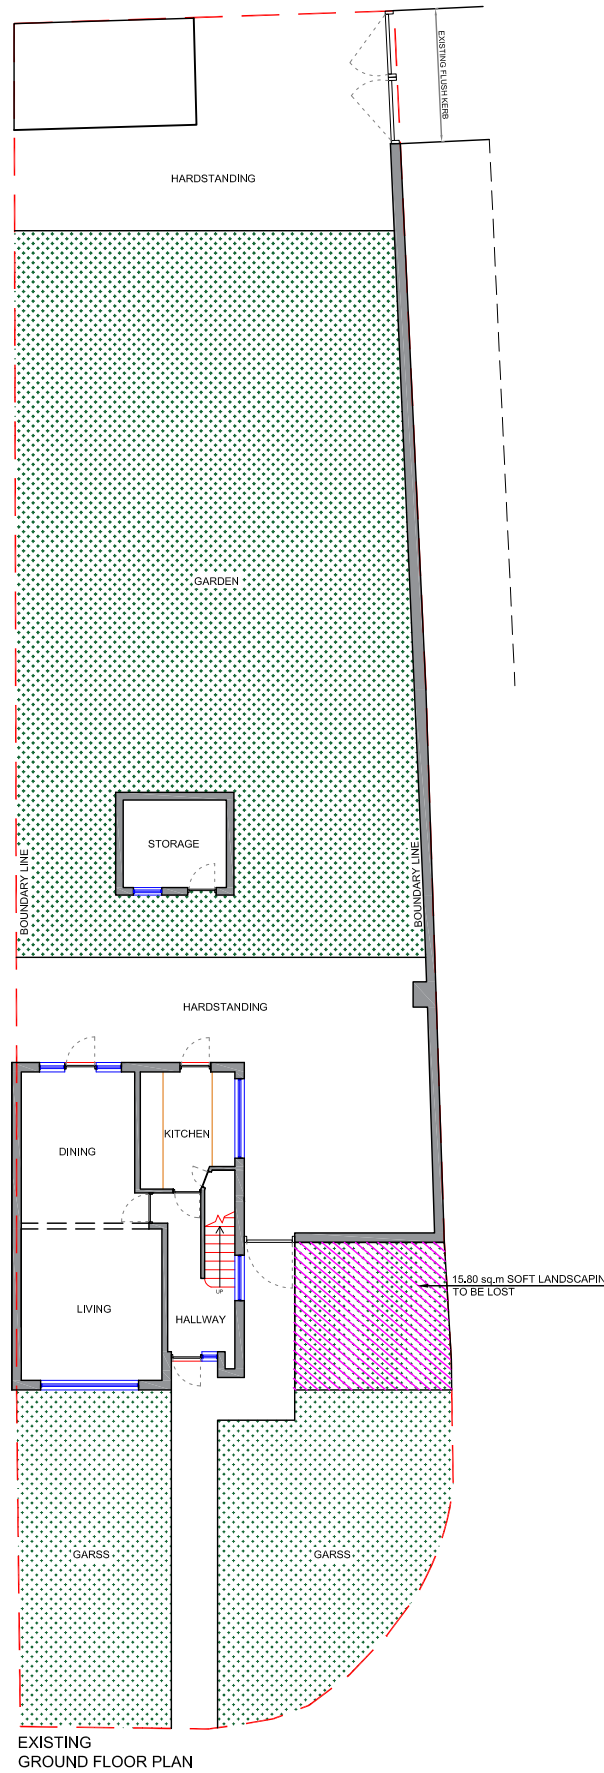 EXISTING FLUSH KERB
HARDSTANDING
GARDEN
STORAGE
BOUNDARY LINE
BOUNDARY LINE
HARDSTANDING
KITCHEN
DINING
UP
LIVING
HALLWAY
15.80 sq.m SOFT LANDSCAPIN
TO BE LOST
GARSS
GARSS
EXISTING
GROUND FLOOR PLAN